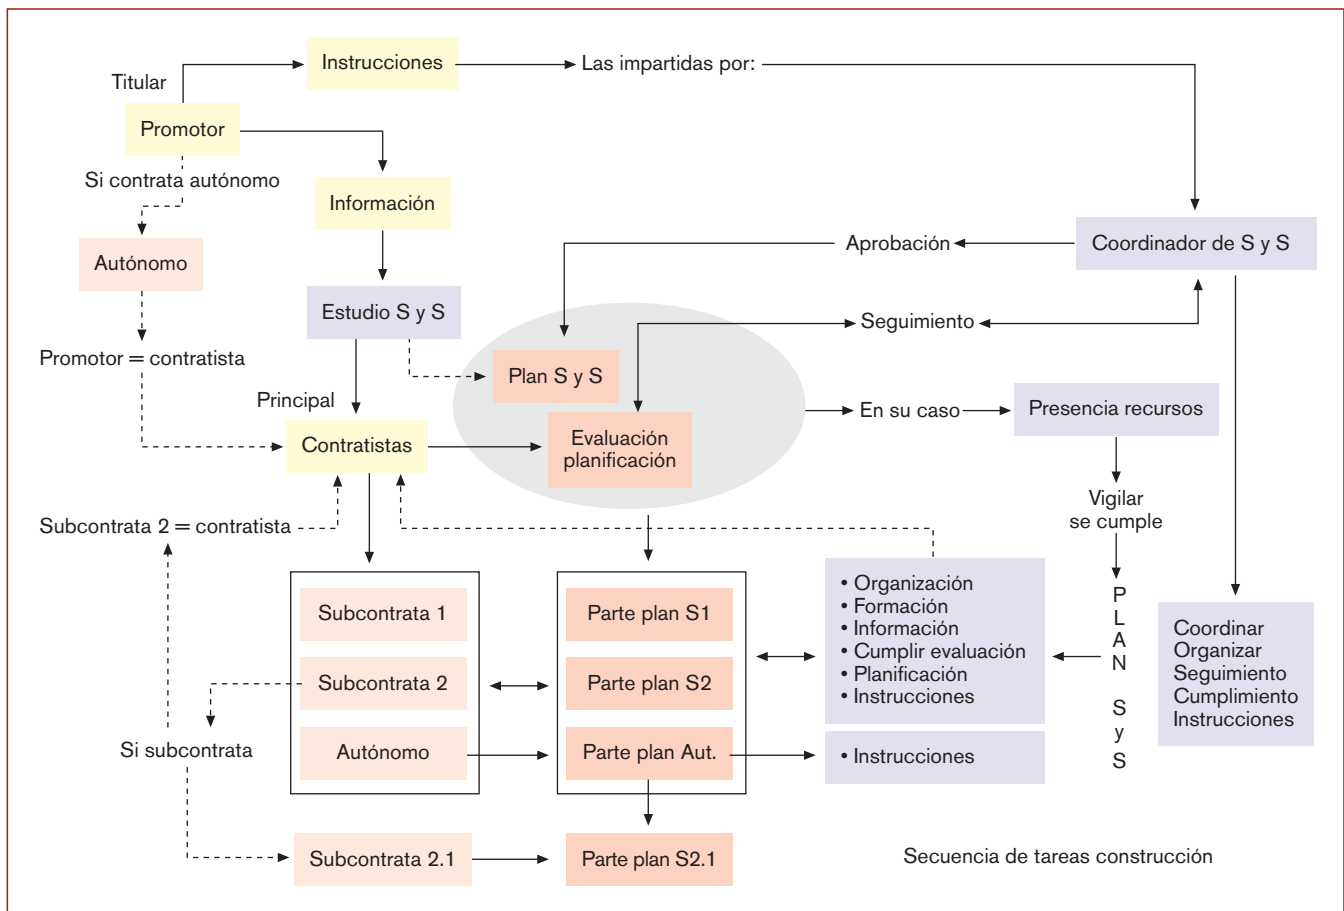 Instrucciones
Las impartidas por:
Titular
Promotor
Si contrata autónomo
Información
Autónomo
Aprobación
Coordinador de S y S
Estudio S y S
Seguimiento
Promotor = contratista
Plan S y S
Principal
En su caso
Presencia recursos
Contratistas
Evaluación
planificación
Vigilar
se cumple
Subcontrata 2 = contratista
Subcontrata 1
Parte plan S1
• Organización
• Formación
• Información
• Cumplir evaluación
• Planificación
• Instrucciones
PLAN SyS
Coordinar
Organizar
Seguimiento
Cumplimiento
Instrucciones
Subcontrata 2
Parte plan S2
Si subcontrata
Autónomo
Parte plan Aut.
• Instrucciones
Subcontrata 2.1
Parte plan S2.1
Secuencia de tareas construcción